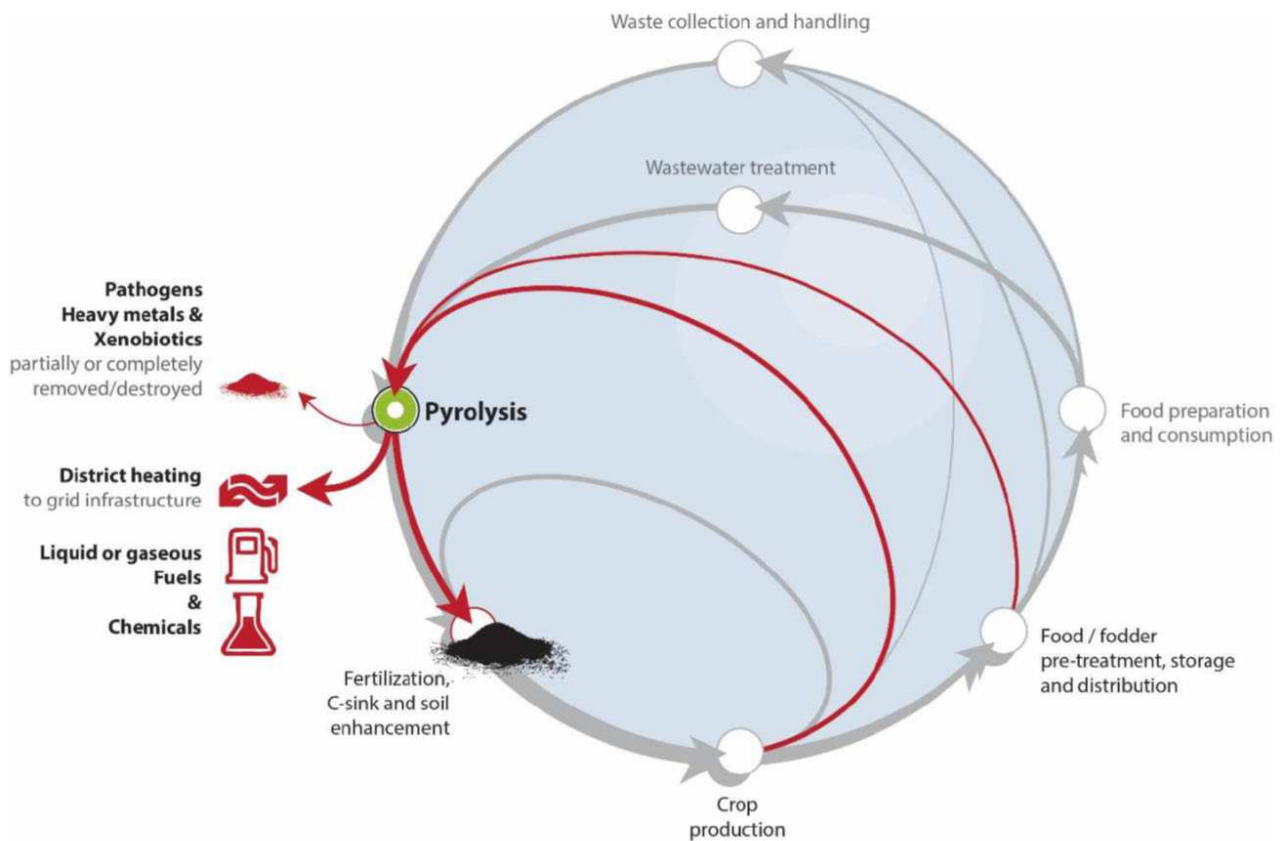 Waste collection and handling
Wastewater treatment
Pathogens
Heavy metals &
Xenobiotics
partially or completely
removed/destroyed
Pyrolysis
Food preparation
and consumption
District heating
to grid infrastructure
Liquid or gaseous
Fuels
&
Chemicals
Food / fodder
pre-treatment, storage
and distribution
Fertilization,
C-sink and soil
enhancement
Crop
production